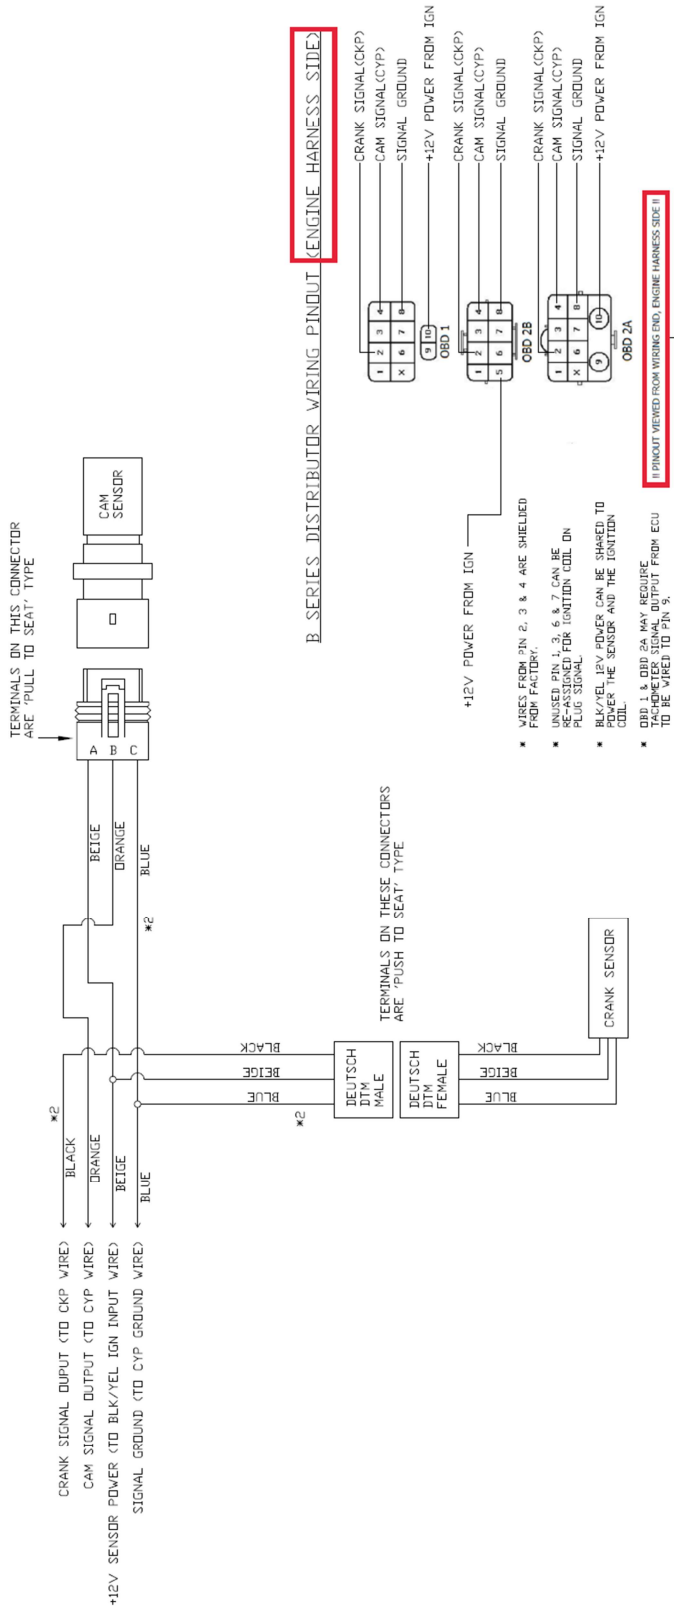 TERMINALS ON THIS CONNECTOR
ARE 'PULL TO SEAT' TYPE
CAM
SENSOR
A
B
C
BEIGE
ORANGE
BLUE
*2
*2
BLACK
ORANGE
BEIGE
BLUE
CRANK SIGNAL OUPUT (TO CKP WIRE)
CAM SIGNAL OUTPUT (TO CYP WIRE)
+12V SENSOR POWER (TO BLK/YEL IGN INPUT WIRE)
SIGNAL GROUND (TO CYP GROUND WIRE)
BLACK
BEIGE
BLUE
*2
DEUTSCH
DTM
MALE
DEUTSCH
DTM
FEMALE
TERMINALS ON THESE CONNECTORS
ARE 'PUSH TO SEAT' TYPE
BLACK
BEIGE
BLUE
CRANK SENSOR
B SERIES DISTRIBUTOR WIRING PINOUT (ENGINE HARNESS SIDE)
CRANK SIGNAL(CKP)
CAM SIGNAL(CYP)
SIGNAL GROUND
+12V POWER FROM IGN
1 2 3 4
X 6 7 8
9 10
OBD 1
CRANK SIGNAL(CKP)
CAM SIGNAL(CYP)
SIGNAL GROUND
1 2 3 4
5 6 7 8
OBD 2B
+12V POWER FROM IGN
CRANK SIGNAL(CKP)
CAM SIGNAL(CYP)
SIGNAL GROUND
+12V POWER FROM IGN
1 2 3 4
X 6 7 8
9 10
OBD 2A
!! PINOUT VIEWED FROM WIRING END, ENGINE HARNESS SIDE !!
* WIRES FROM PIN 2, 3 & 4 ARE SHIELDED
FROM FACTORY.
* UNUSED PIN 1, 3, 6 & 7 CAN BE
RE-ASSIGNED FOR IGNITION COIL ON
PLUG SIGNAL.
* BLK/YEL 12V POWER CAN BE SHARED TO
POWER THE SENSOR AND THE IGNITION
COIL.
* OBD 1 & OBD 2A MAY REQUIRE
TACHOMETER SIGNAL OUTPUT FROM ECU
TO BE WIRED TO PIN 9.